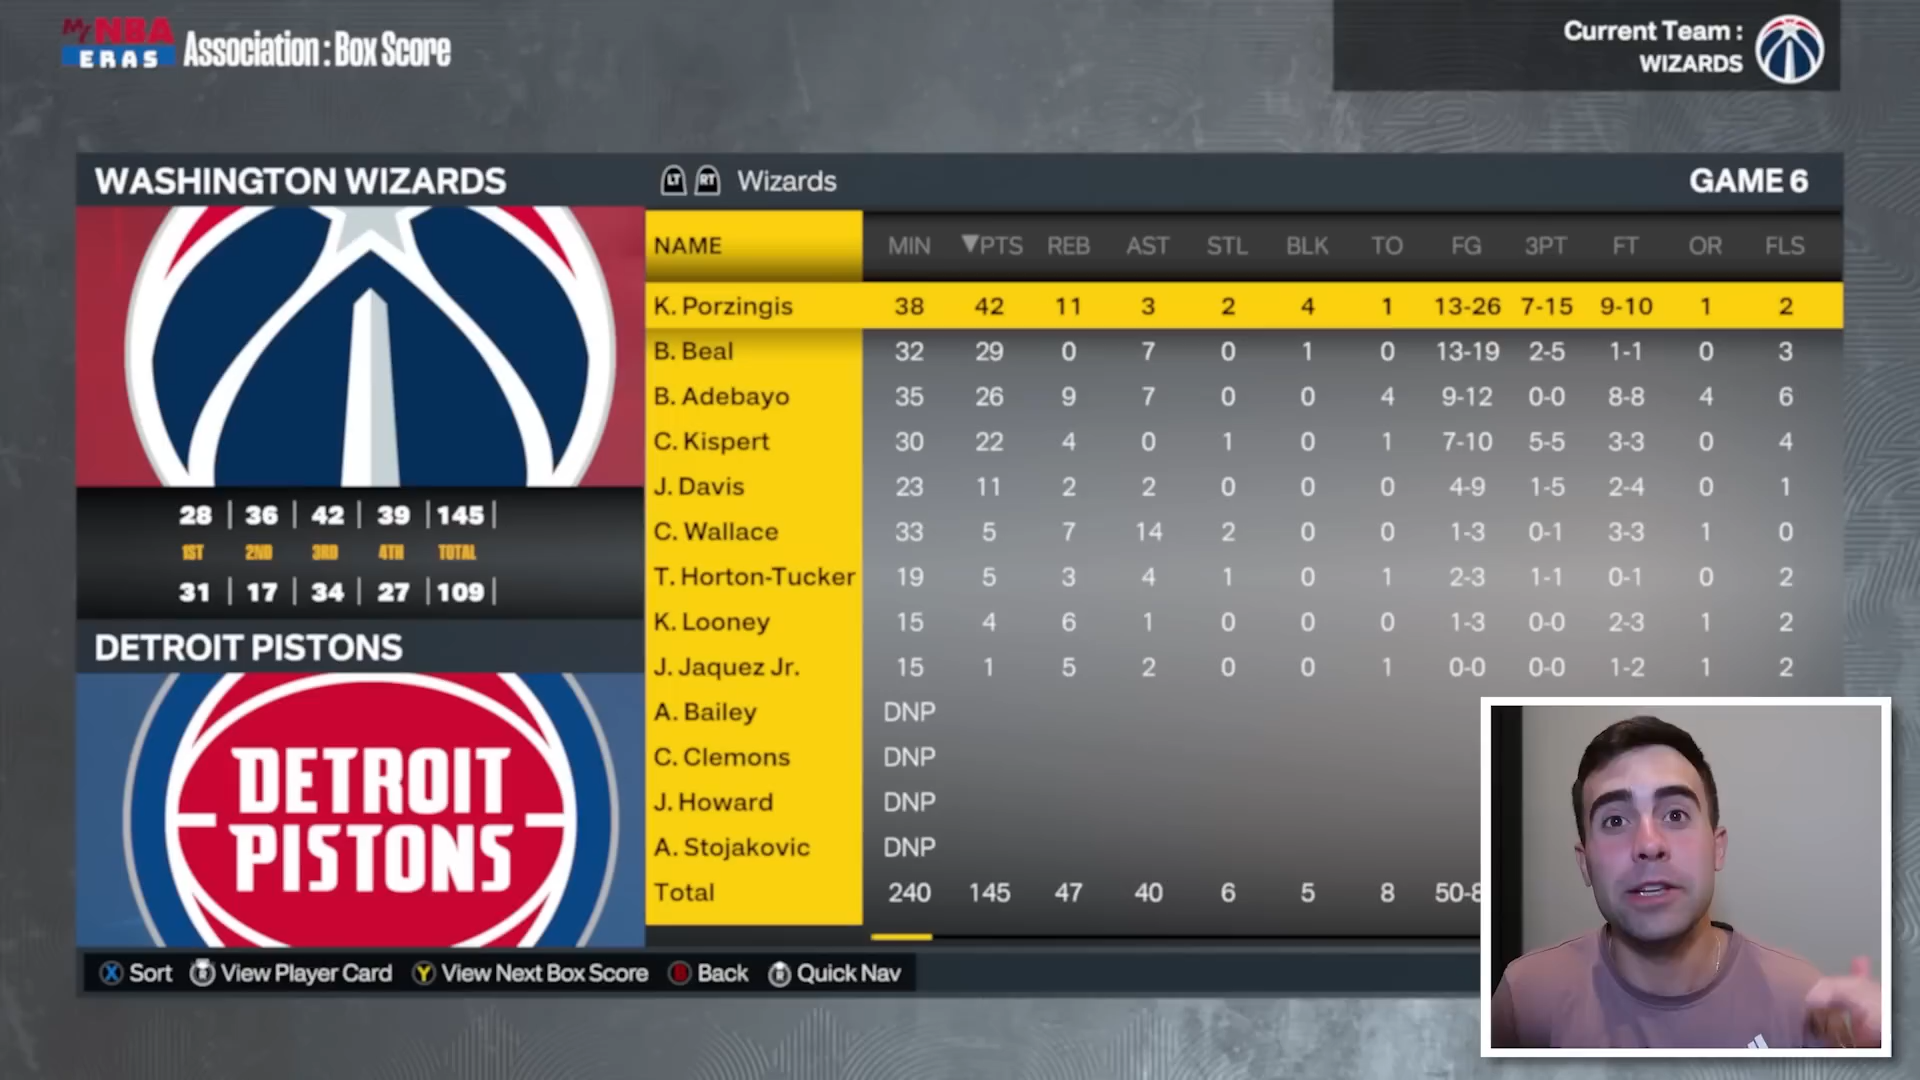 MyNBA
ERAS
Association : Box Score
Current Team :
WIZARDS
WASHINGTON WIZARDS
LT RT Wizards
GAME 6
NAME MIN ▼PTS REB AST STL BLK TO FG 3PT FT OR FLS
K. Porzingis 38 42 11 3 2 4 1 13-26 7-15 9-10 1 2
B. Beal 32 29 0 7 0 1 0 13-19 2-5 1-1 0 3
B. Adebayo 35 26 9 7 0 0 4 9-12 0-0 8-8 4 6
C. Kispert 30 22 4 0 1 0 1 7-10 5-5 3-3 0 4
J. Davis 23 11 2 2 0 0 0 4-9 1-5 2-4 0 1
C. Wallace 33 5 7 14 2 0 0 1-3 0-1 3-3 1 0
T. Horton-Tucker 19 5 3 4 1 0 1 2-3 1-1 0-1 0 2
K. Looney 15 4 6 1 0 0 0 1-3 0-0 2-3 1 2
J. Jaquez Jr. 15 1 5 2 0 0 1 0-0 0-0 1-2 1 2
A. Bailey DNP
C. Clemons DNP
J. Howard DNP
A. Stojakovic DNP
Total 240 145 47 40 6 5 8 50-8
28 | 36 | 42 | 39 | 145 |
1ST 2ND 3RD 4TH TOTAL
31 | 17 | 34 | 27 | 109 |
DETROIT PISTONS
DETROIT
PISTONS
X Sort R View Player Card Y View Next Box Score B Back R Quick Nav